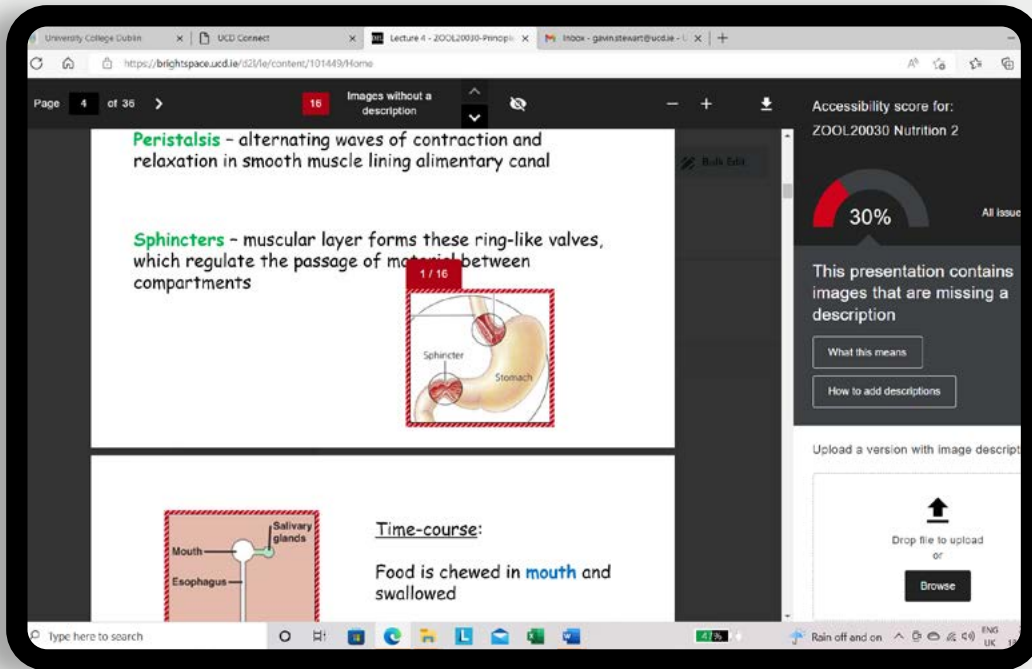 University College Dublin
UCD Connect
Lecture 4 - ZOOL20030-Principl
Inbox - gavin.stewart@ucd.ie - U
https://brightspace.ucd.ie/d2l/le/content/101449/Home
Page 4 of 36
16 Images without a
description
Peristalsis – alternating waves of contraction and
relaxation in smooth muscle lining alimentary canal
Bulk Edit
Sphincters – muscular layer forms these ring-like valves,
which regulate the passage of material between
compartments
1 / 16
Sphincter
Stomach
Salivary
glands
Mouth
Esophagus
Time-course:
Food is chewed in mouth and
swallowed
Accessibility score for:
ZOOL20030 Nutrition 2
30%
All issue
This presentation contains
images that are missing a
description
What this means
How to add descriptions
Upload a version with image descript
Drop file to upload
or
Browse
Type here to search
47%
Rain off and on
ENG
UK